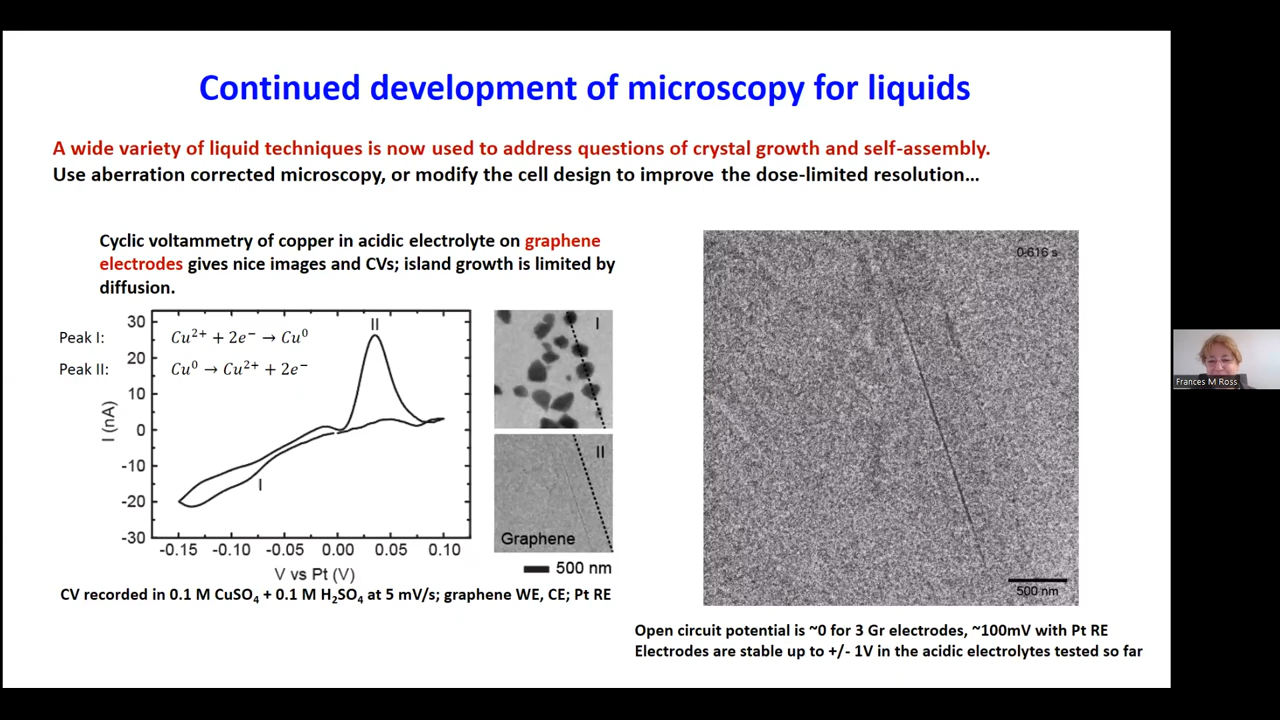 Continued development of microscopy for liquids
A wide variety of liquid techniques is now used to address questions of crystal growth and self-assembly.
Use aberration corrected microscopy, or modify the cell design to improve the dose-limited resolution…
Cyclic voltammetry of copper in acidic electrolyte on graphene
electrodes gives nice images and CVs; island growth is limited by
diffusion.
Peak I: Cu²⁺ + 2e⁻ → Cu⁰
Peak II: Cu⁰ → Cu²⁺ + 2e⁻
I (nA)
30
20
10
0
-10
-20
-30
II
I
-0.15 -0.10 -0.05 0.00 0.05 0.10
V vs Pt (V)
I
II
Graphene
500 nm
CV recorded in 0.1 M CuSO₄ + 0.1 M H₂SO₄ at 5 mV/s; graphene WE, CE; Pt RE
0.616 s
500 nm
Open circuit potential is ~0 for 3 Gr electrodes, ~100mV with Pt RE
Electrodes are stable up to +/- 1V in the acidic electrolytes tested so far
Frances M Ross